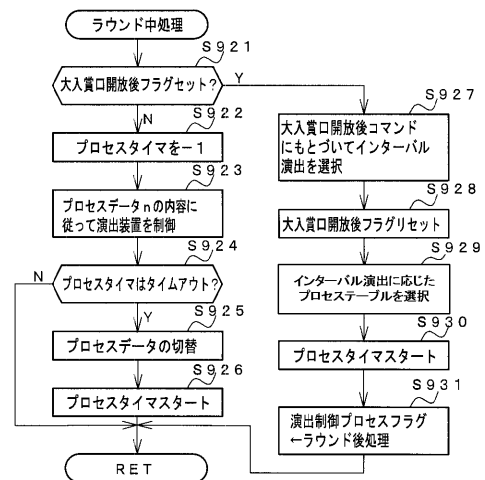 ラウンド中処理
S921
大入賞口開放後フラグセット?
Y
N
S922
プロセスタイマを－1
S923
プロセスデータnの内容に
従って演出装置を制御
S924
N
プロセスタイマはタイムアウト?
Y
S925
プロセスデータの切替
S926
プロセスタイマスタート
RET
S927
大入賞口開放後コマンド
にもとづいてインターバル
演出を選択
S928
大入賞口開放後フラグリセット
S929
インターバル演出に応じた
プロセステーブルを選択
S930
プロセスタイマスタート
S931
演出制御プロセスフラグ
←ラウンド後処理